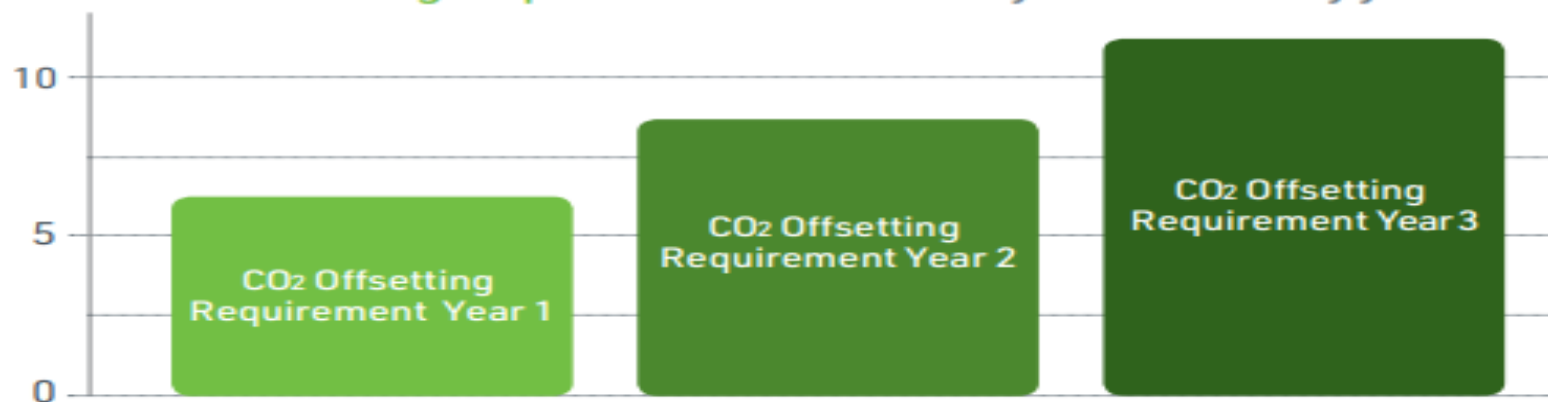 10
5
0
CO2 Offsetting
Requirement Year 1
CO2 Offsetting
Requirement Year 2
CO2 Offsetting
Requirement Year 3